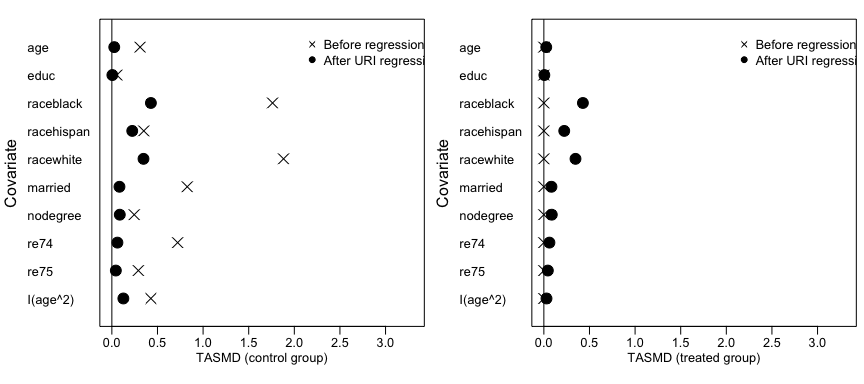 Covariate
age
educ
raceblack
racehispan
racewhite
married
nodegree
re74
re75
I(age^2)
Before regression
After URI regressi
0.0 0.5 1.0 1.5 2.0 2.5 3.0
TASMD (control group)
Covariate
age
educ
raceblack
racehispan
racewhite
married
nodegree
re74
re75
I(age^2)
Before regression
After URI regressi
0.0 0.5 1.0 1.5 2.0 2.5 3.0
TASMD (treated group)